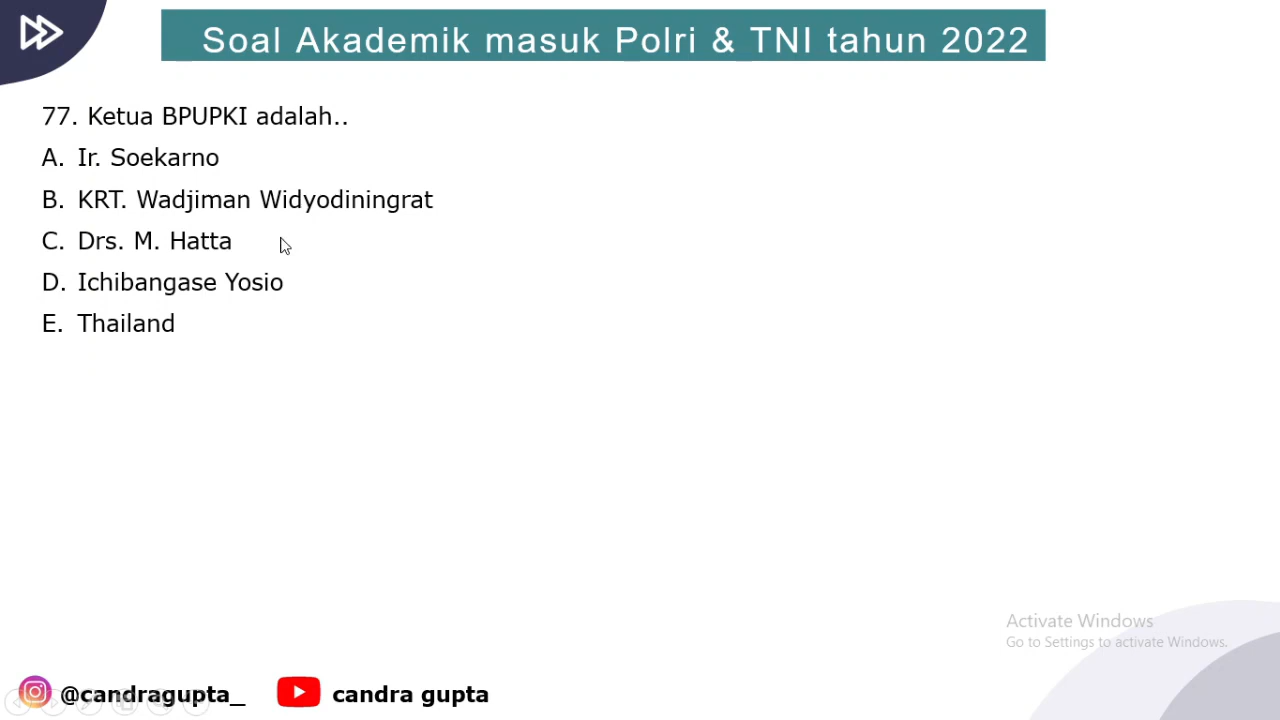 Soal Akademik masuk Polri & TNI tahun 2022
77. Ketua BPUPKI adalah..
A. Ir. Soekarno
B. KRT. Wadjiman Widyodiningrat
C. Drs. M. Hatta
D. Ichibangase Yosio
E. Thailand
Activate Windows
Go to Settings to activate Windows.
@candragupta_ candra gupta